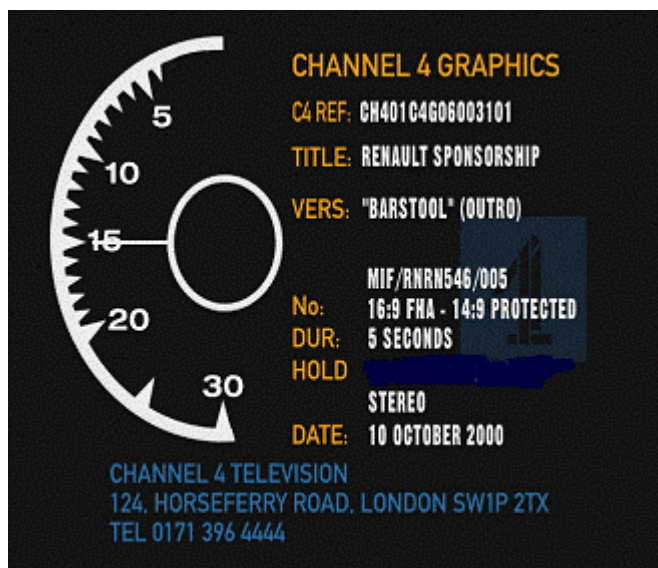 CHANNEL 4 GRAPHICS
C4 REF: CH401C4G06003101
TITLE: RENAULT SPONSORSHIP
VERS: "BARSTOOL" (OUTRO)
MIF/RNRN546/005
No: 16:9 FHA - 14:9 PROTECTED
DUR: 5 SECONDS
HOLD
STEREO
DATE: 10 OCTOBER 2000
5
10
15
20
30
4
CHANNEL 4 TELEVISION
124, HORSEFERRY ROAD, LONDON SW1P 2TX
TEL 0171 396 4444